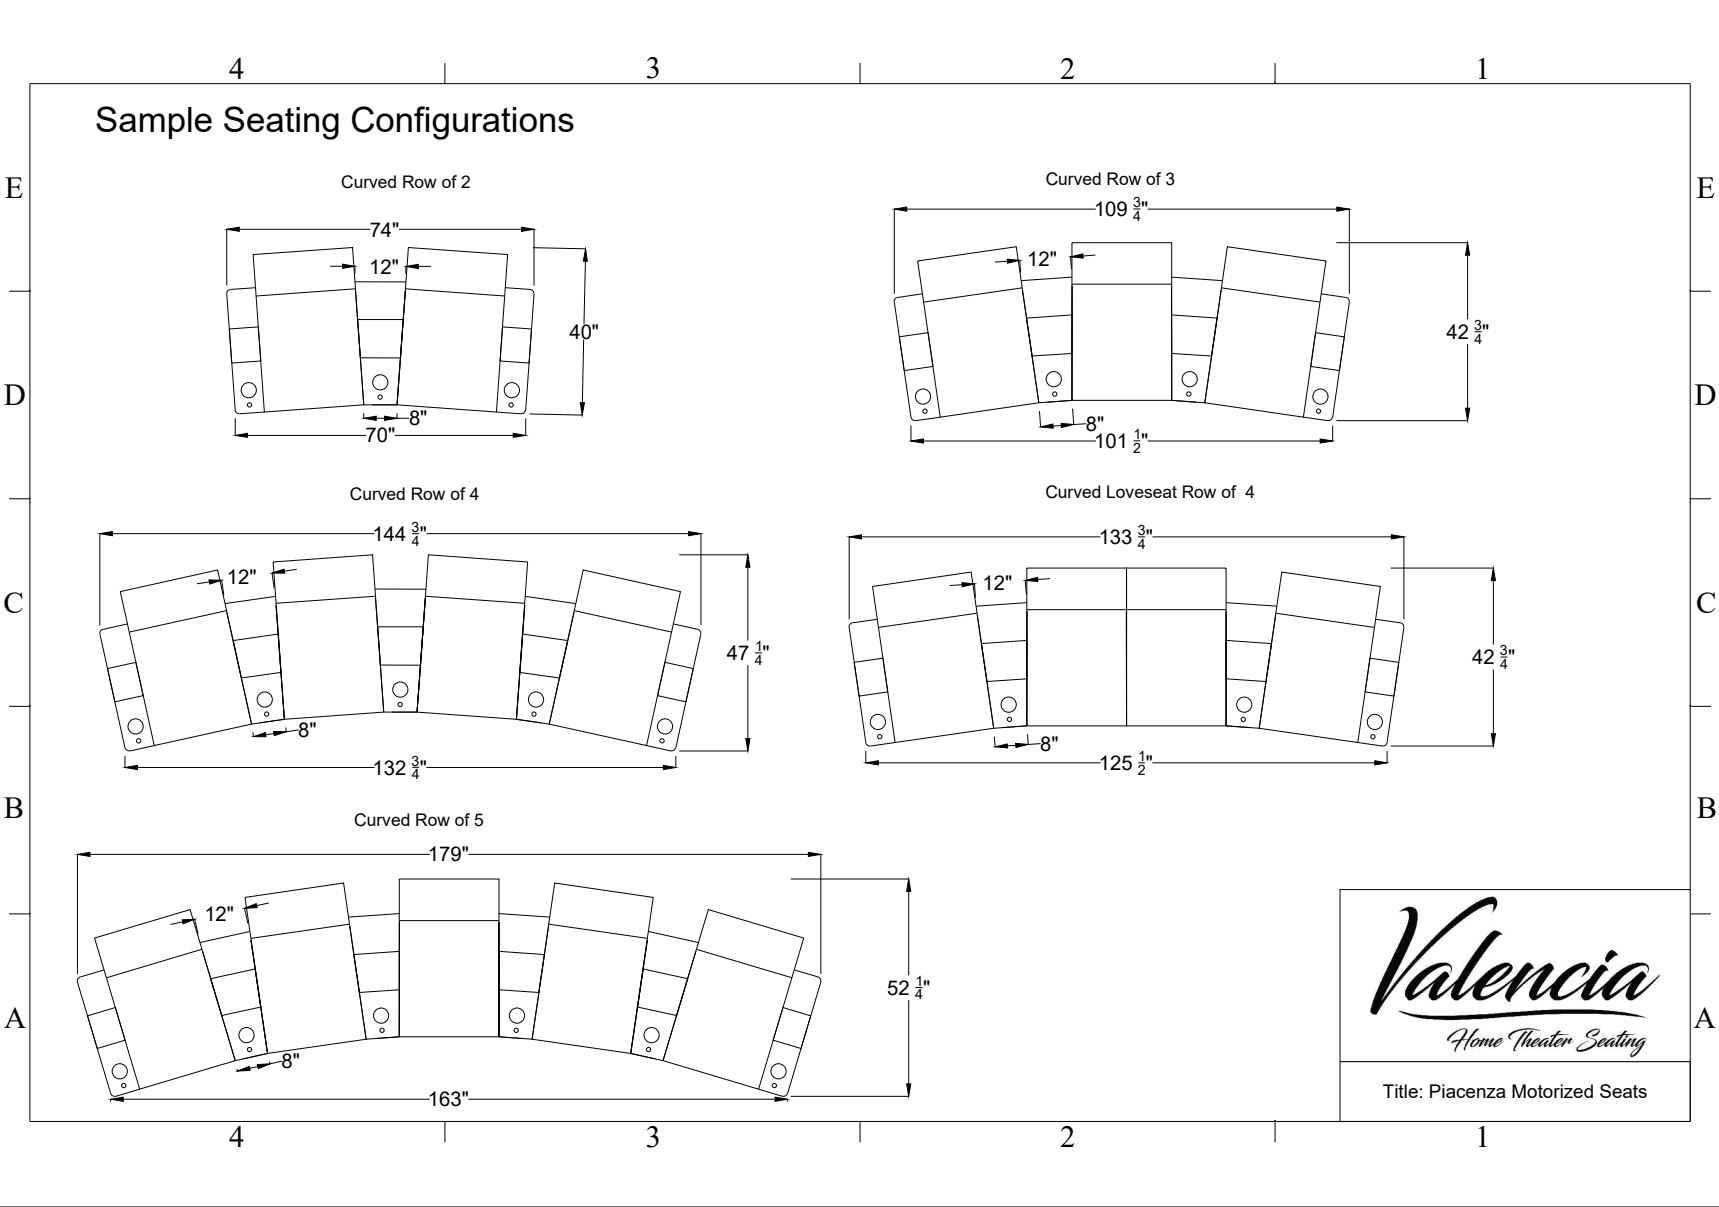 4 3 2 1
Sample Seating Configurations
E
E
Curved Row of 2
74"
12"
40"
8"
70"
Curved Row of 3
109 3/4"
12"
42 3/4"
8"
101 1/2"
D
D
Curved Row of 4
144 3/4"
12"
47 1/4"
8"
132 3/4"
Curved Loveseat Row of 4
133 3/4"
12"
42 3/4"
8"
125 1/2"
C
C
B
B
Curved Row of 5
179"
12"
52 1/4"
8"
163"
A
A
Valencia
Home Theater Seating
Title: Piacenza Motorized Seats
4 3 2 1